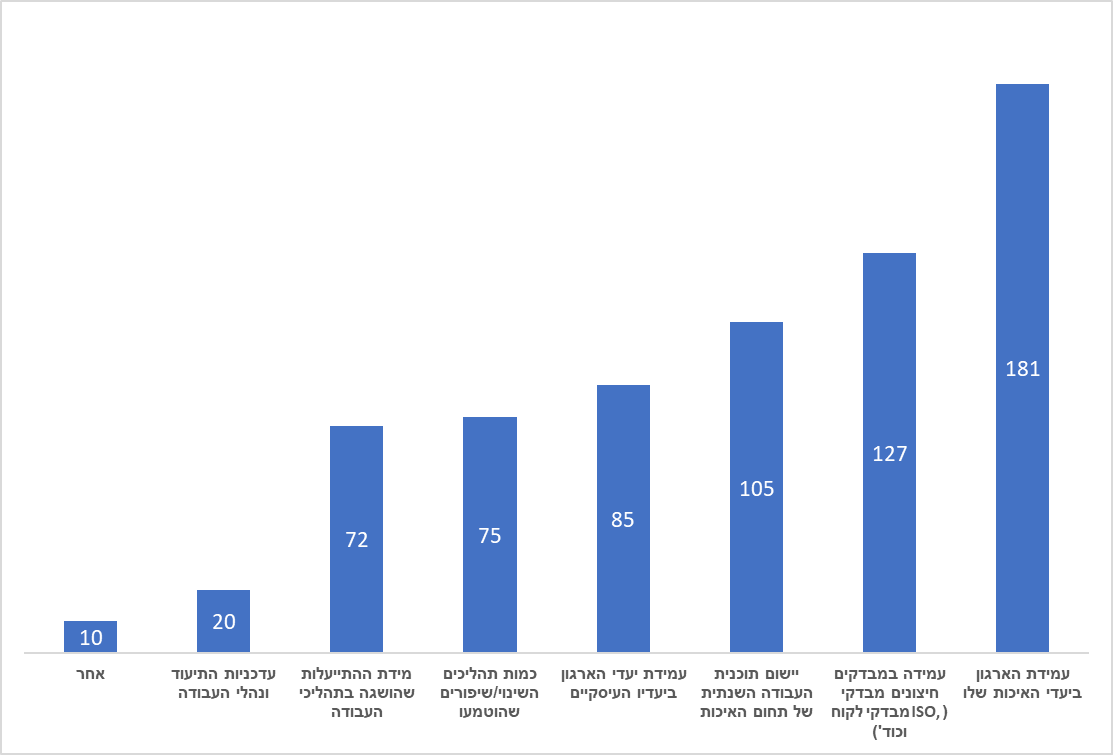 181
127
105
85
75
72
20
10
עמידת הארגון
ביעדי האיכות שלו
עמידה במבדקים
חיצונים מבדקי
( ,ISOמבדקי לקוח
וכוד')
יישום תוכנית
העבודה השנתית
של תחום האיכות
עמידת יעדי הארגון
ביעדיו העיסקיים
כמות תהליכים
השינוי/שיפורים
שהוטמעו
מידת ההתייעלות
שהושגה בתהליכי
העבודה
עדכניות התיעוד
ונהלי העבודה
אחר